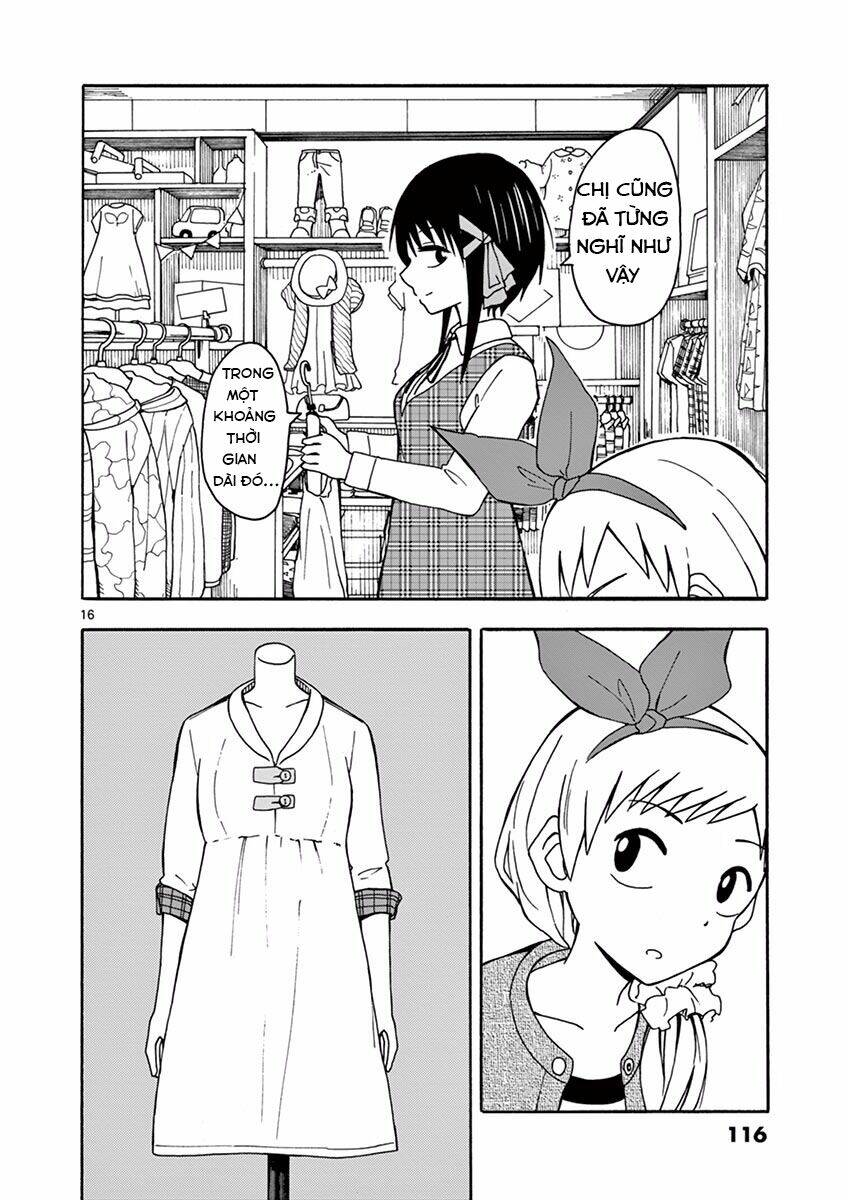 CHỊ CŨNG
ĐÃ TỪNG
NGHĨ NHƯ
VẬY
TRONG
MỘT
KHOẢNG
THỜI
GIAN
DÀI ĐÓ...
16
116